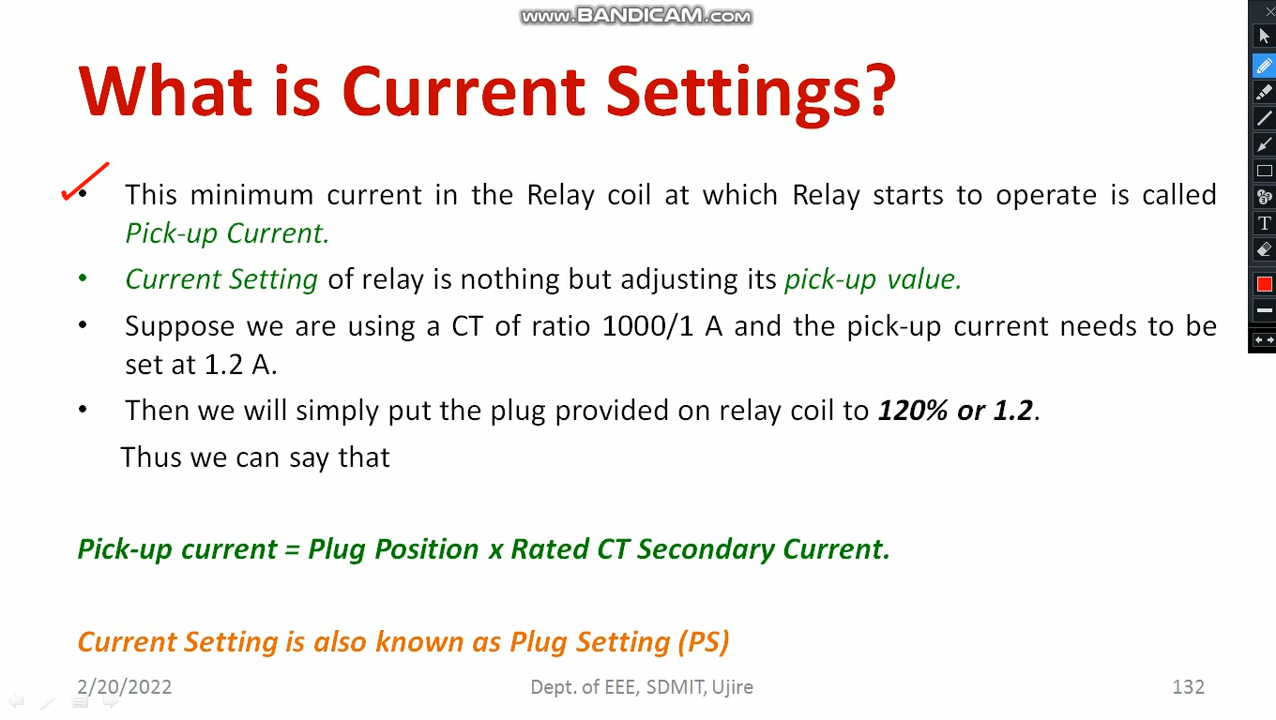 www.BANDICAM.com
What is Current Settings?
• This minimum current in the Relay coil at which Relay starts to operate is called
Pick-up Current.
• Current Setting of relay is nothing but adjusting its pick-up value.
• Suppose we are using a CT of ratio 1000/1 A and the pick-up current needs to be
set at 1.2 A.
• Then we will simply put the plug provided on relay coil to 120% or 1.2.
Thus we can say that
Pick-up current = Plug Position x Rated CT Secondary Current.
Current Setting is also known as Plug Setting (PS)
2/20/2022 Dept. of EEE, SDMIT, Ujire 132